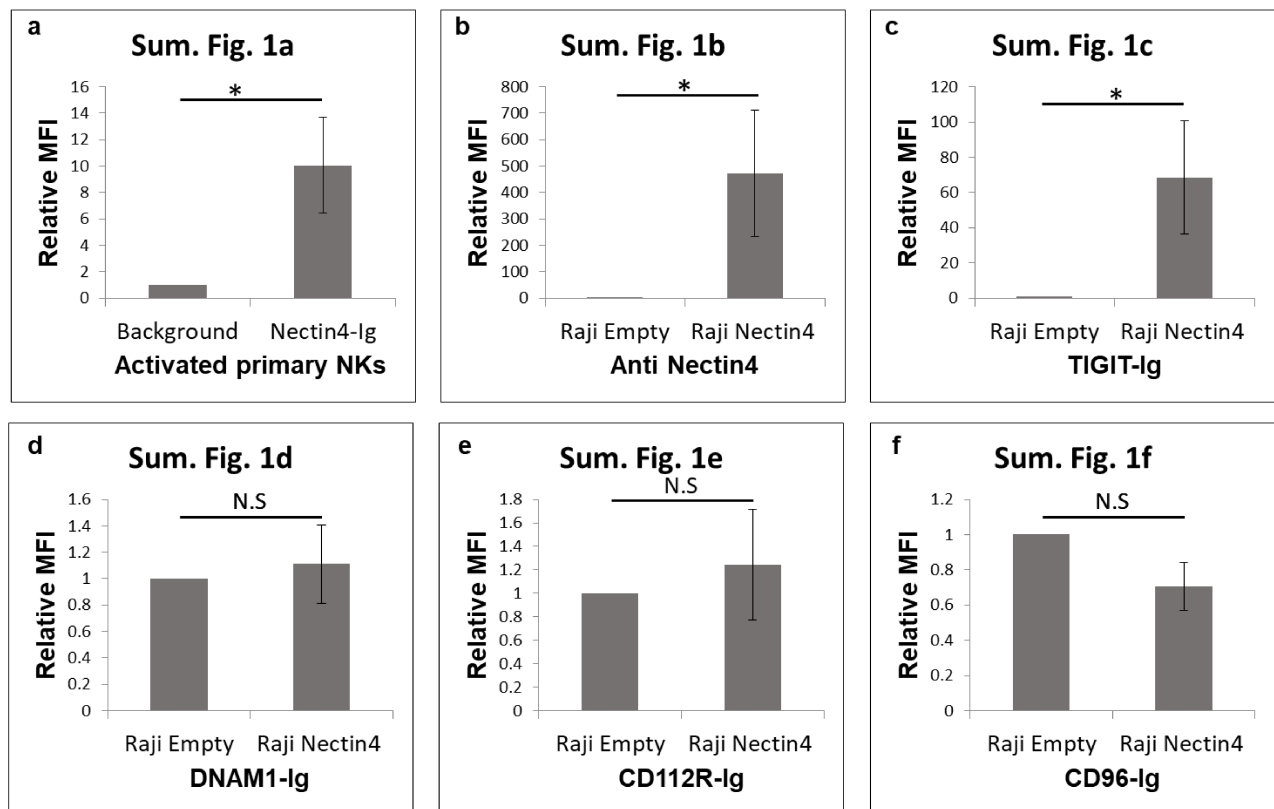 a
Sum. Fig. 1a
Relative MFI
16
14
12
10
8
6
4
2
0
*
Background Nectin4-Ig
Activated primary NKs
b
Sum. Fig. 1b
Relative MFI
800
700
600
500
400
300
200
100
0
*
Raji Empty Raji Nectin4
Anti Nectin4
c
Sum. Fig. 1c
Relative MFI
120
100
80
60
40
20
0
*
Raji Empty Raji Nectin4
TIGIT-Ig
d
Sum. Fig. 1d
Relative MFI
1.6
1.4
1.2
1
0.8
0.6
0.4
0.2
0
N.S
Raji Empty Raji Nectin4
DNAM1-Ig
e
Sum. Fig. 1e
Relative MFI
1.8
1.6
1.4
1.2
1
0.8
0.6
0.4
0.2
0
N.S
Raji Empty Raji Nectin4
CD112R-Ig
f
Sum. Fig. 1f
Relative MFI
1.2
1
0.8
0.6
0.4
0.2
0
N.S
Raji Empty Raji Nectin4
CD96-Ig